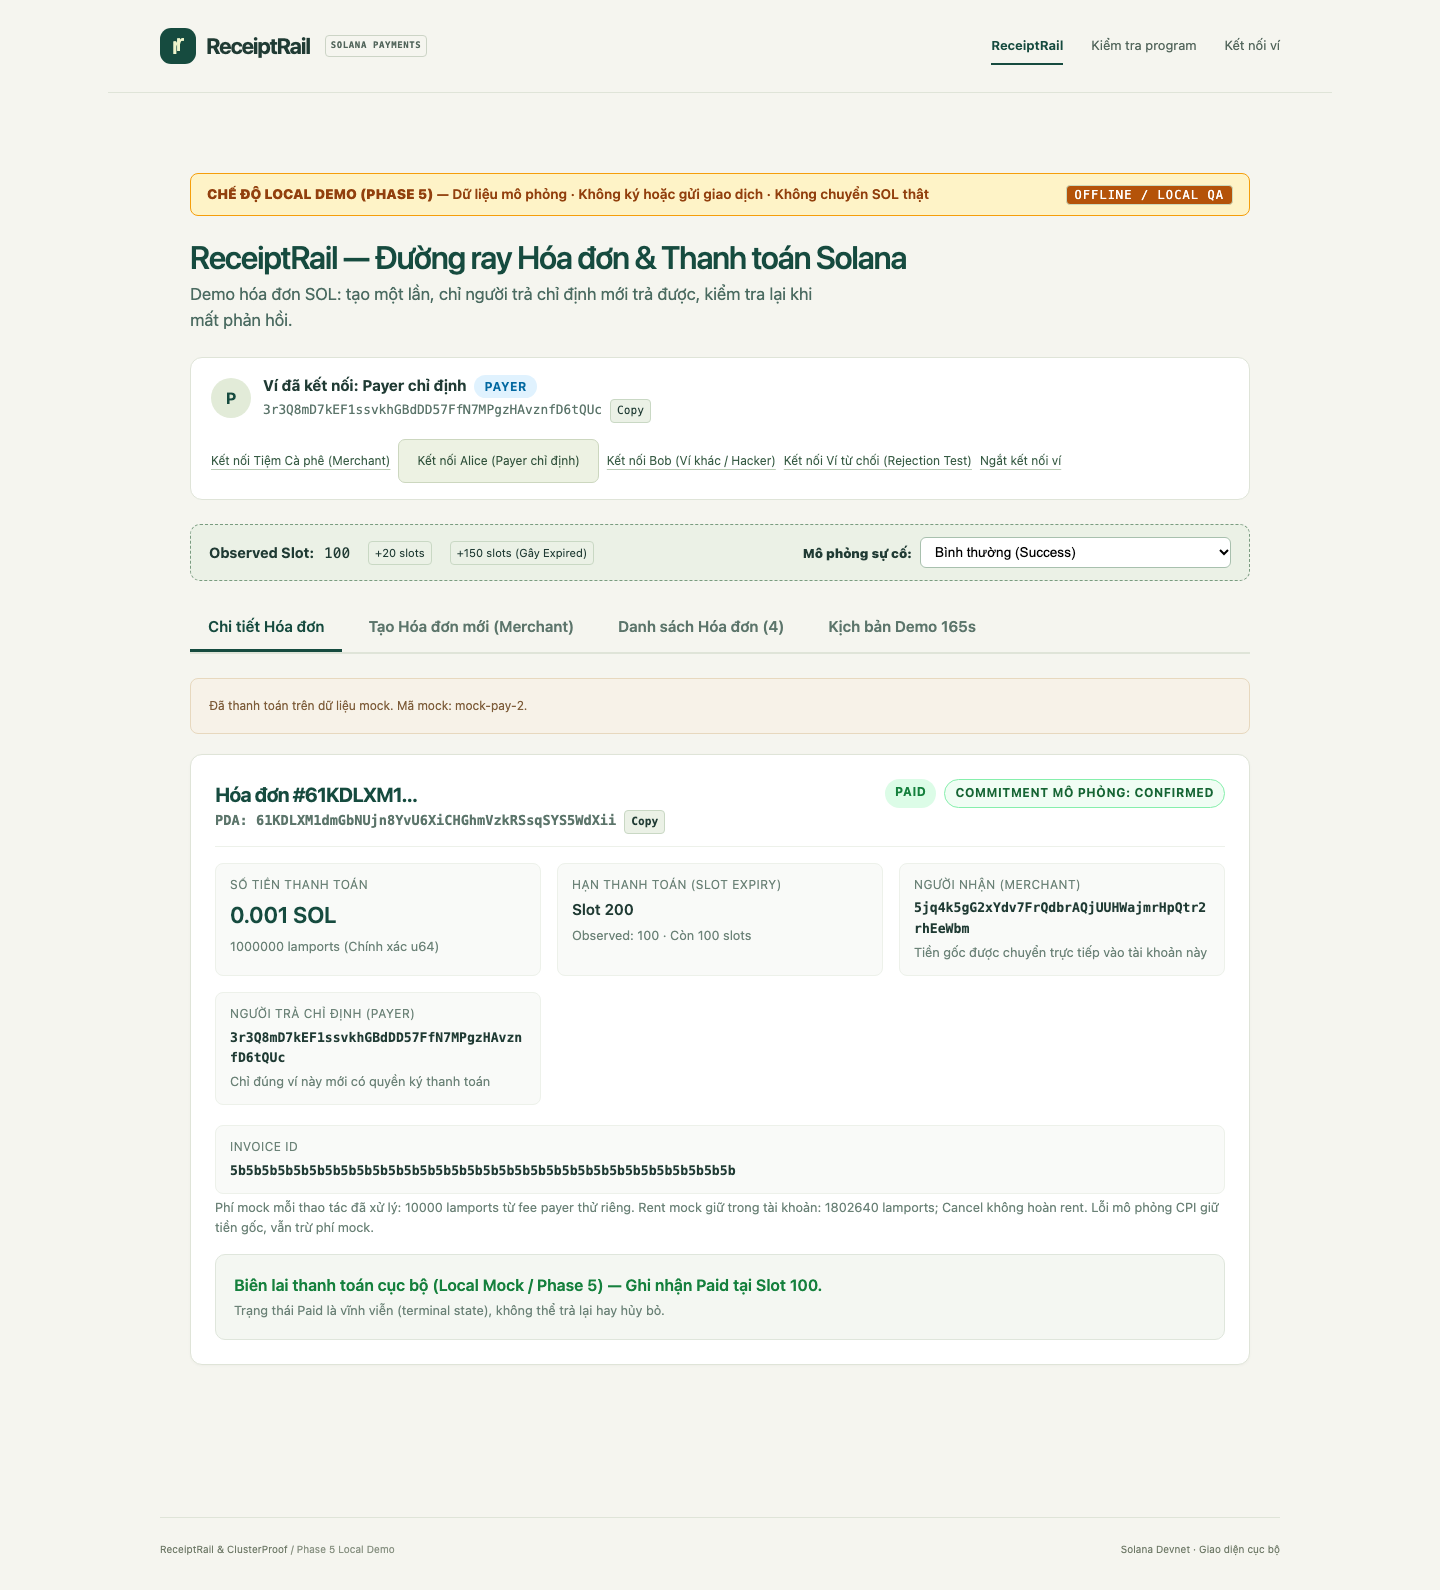 ReceiptRail
SOLANA PAYMENTS
ReceiptRail
Kiểm tra program
Kết nối ví
CHẾ ĐỘ LOCAL DEMO (PHASE 5) — Dữ liệu mô phỏng · Không ký hoặc gửi giao dịch · Không chuyển SOL thật
OFFLINE / LOCAL QA
ReceiptRail — Đường ray Hóa đơn & Thanh toán Solana
Demo hóa đơn SOL: tạo một lần, chỉ người trả chỉ định mới trả được, kiểm tra lại khi
mất phản hồi.
P
Ví đã kết nối: Payer chỉ định
PAYER
3r3Q8mD7kEF1ssvkhGBdDD57FfN7MPgzHAvznfD6tQUc
Copy
Kết nối Tiệm Cà phê (Merchant)
Kết nối Alice (Payer chỉ định)
Kết nối Bob (Ví khác / Hacker)
Kết nối Ví từ chối (Rejection Test)
Ngắt kết nối ví
Observed Slot: 100
+20 slots
+150 slots (Gây Expired)
Mô phỏng sự cố:
Bình thường (Success)
Chi tiết Hóa đơn
Tạo Hóa đơn mới (Merchant)
Danh sách Hóa đơn (4)
Kịch bản Demo 165s
Đã thanh toán trên dữ liệu mock. Mã mock: mock-pay-2.
Hóa đơn #61KDLXM1...
PAID
COMMITMENT MÔ PHỎNG: CONFIRMED
PDA: 61KDLXM1dmGbNUjn8YvU6XiCHGhmVzkRSsqSYS5WdXii
Copy
SỐ TIỀN THANH TOÁN
0.001 SOL
1000000 lamports (Chính xác u64)
HẠN THANH TOÁN (SLOT EXPIRY)
Slot 200
Observed: 100 · Còn 100 slots
NGƯỜI NHẬN (MERCHANT)
5jq4k5gG2xYdv7FrQdbrAQjUUHWajmrHpQtr2
rhEeWbm
Tiền gốc được chuyển trực tiếp vào tài khoản này
NGƯỜI TRẢ CHỈ ĐỊNH (PAYER)
3r3Q8mD7kEF1ssvkhGBdDD57FfN7MPgzHAvzn
fD6tQUc
Chỉ đúng ví này mới có quyền ký thanh toán
INVOICE ID
5b5b5b5b5b5b5b5b5b5b5b5b5b5b5b5b5b5b5b5b5b5b5b5b5b5b5b5b5b5b5b5b
Phí mock mỗi thao tác đã xử lý: 10000 lamports từ fee payer thử riêng. Rent mock giữ trong tài khoản: 1802640 lamports; Cancel không hoàn rent. Lỗi mô phỏng CPI giữ
tiền gốc, vẫn trừ phí mock.
Biên lai thanh toán cục bộ (Local Mock / Phase 5) — Ghi nhận Paid tại Slot 100.
Trạng thái Paid là vĩnh viễn (terminal state), không thể trả lại hay hủy bỏ.
ReceiptRail & ClusterProof / Phase 5 Local Demo
Solana Devnet · Giao diện cục bộ